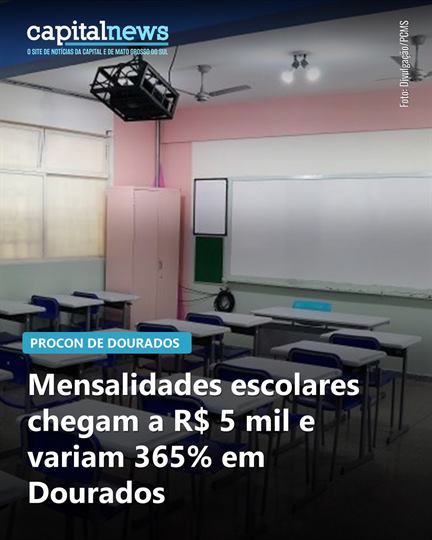 capitalnews
O SITE DE NOTÍCIAS DA CAPITAL E DE MATO GROSSO DO SUL
Foto: Divulgação/PCMS
PROCON DE DOURADOS
Mensalidades escolares
chegam a R$ 5 mil e
variam 365% em
Dourados